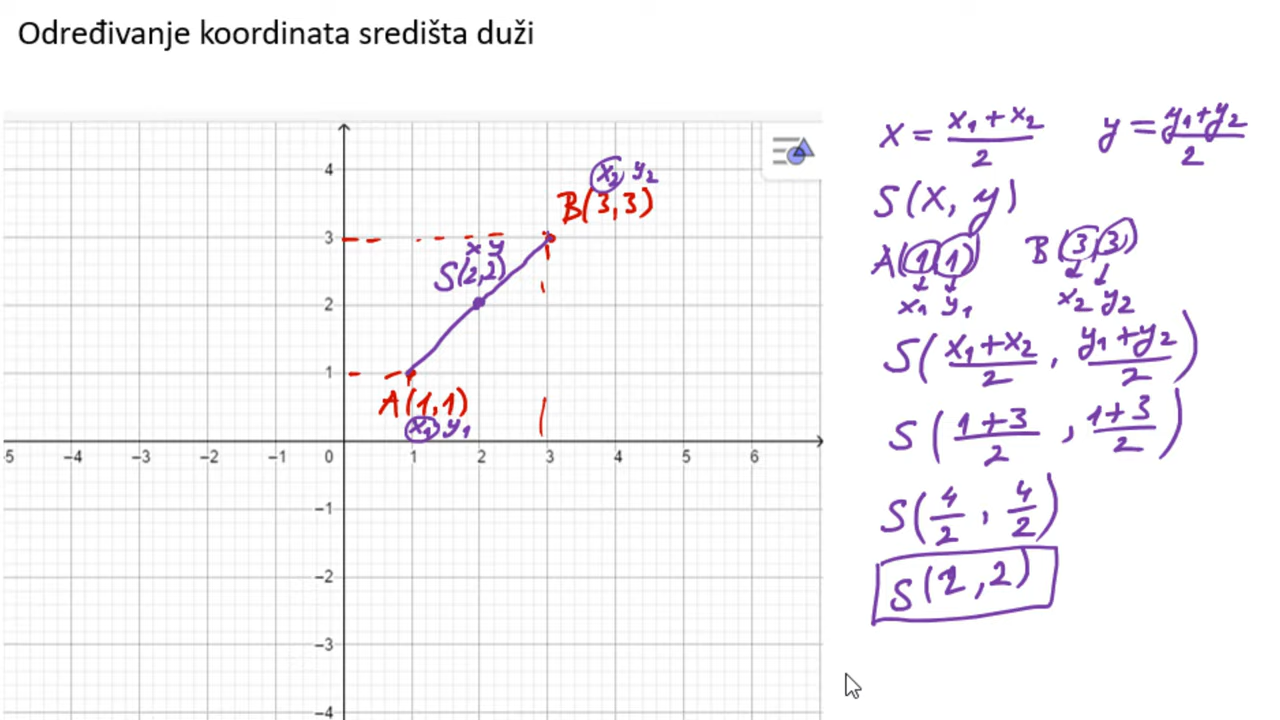 Određivanje koordinata središta duži
x = (x₁ + x₂)/2 y = (y₁ + y₂)/2
S(x, y)
A(1,1) B(3,3)
x₁ y₁ x₂ y₂
S((x₁+x₂)/2, (y₁+y₂)/2)
S((1+3)/2, (1+3)/2)
S(4/2, 4/2)
S(2,2)
4
x₂ y₂
B(3,3)
3
x y
S(2,2)
2
1
A(1,1)
x₁ y₁
-5 -4 -3 -2 -1 0 1 2 3 4 5 6
-1
-2
-3
-4